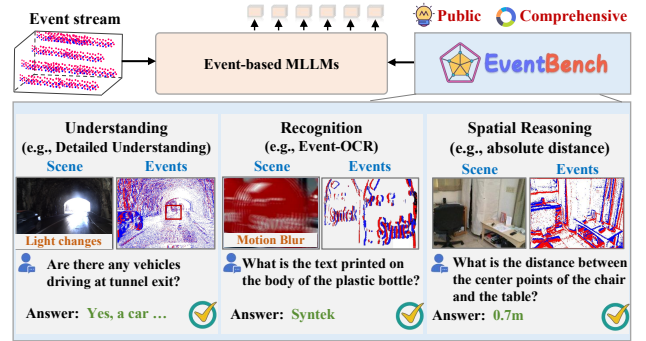 Event stream
Public
Comprehensive
Event-based MLLMs
EventBench
Understanding
(e.g., Detailed Understanding)
Scene
Events
Light changes
Are there any vehicles
driving at tunnel exit?
Answer: Yes, a car …
Recognition
(e.g., Event-OCR)
Scene
Events
Motion Blur
Syntek
What is the text printed on
the body of the plastic bottle?
Answer: Syntek
Spatial Reasoning
(e.g., absolute distance)
Scene
Events
What is the distance between
the center points of the chair
and the table?
Answer: 0.7m